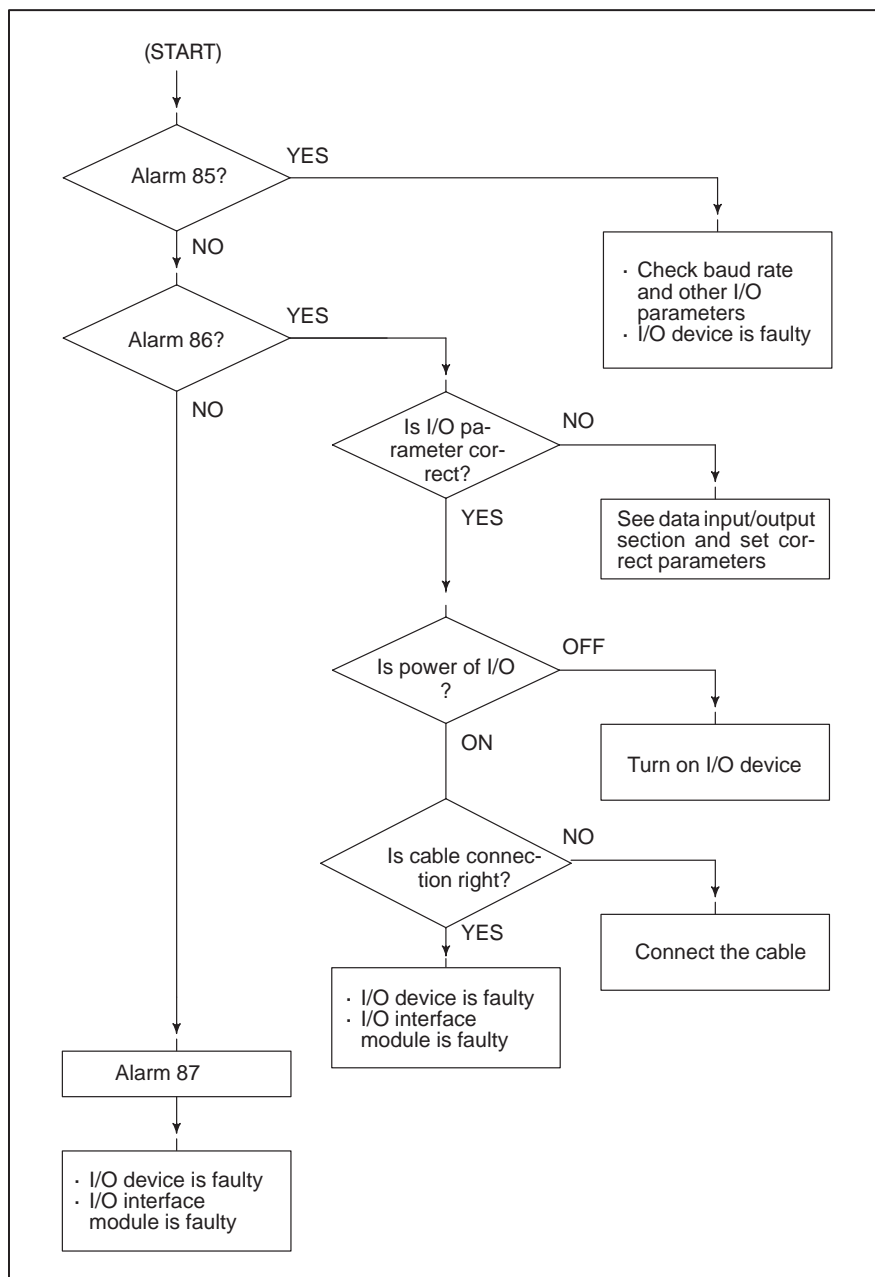 (START)
Alarm 85?
YES
NO
· Check baud rate
and other I/O
parameters
· I/O device is faulty
Alarm 86?
YES
NO
Is I/O pa-
rameter cor-
rect?
NO
YES
See data input/output
section and set cor-
rect parameters
Is power of I/O
?
OFF
ON
Turn on I/O device
Is cable connec-
tion right?
NO
YES
Connect the cable
· I/O device is faulty
· I/O interface
module is faulty
Alarm 87
· I/O device is faulty
· I/O interface
module is faulty